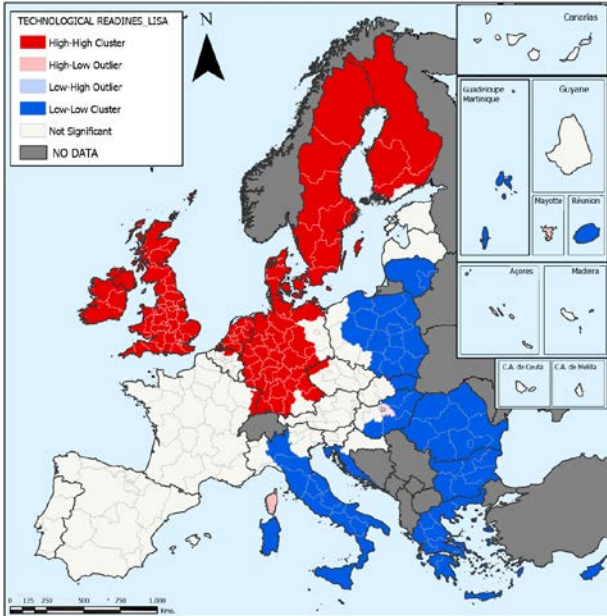 TECHNOLOGICAL READINES_LISA
High-High Cluster
High-Low Outlier
Low-High Outlier
Low-Low Cluster
Not Significant
NO DATA
N
Canarias
Guadeloupe
Martinique
Guyane
Mayotte
Réunion
Açores
Madeira
C.A. de Ceuta
C.A. de Melilla
0 125 250 500 750 1.000
Kms.